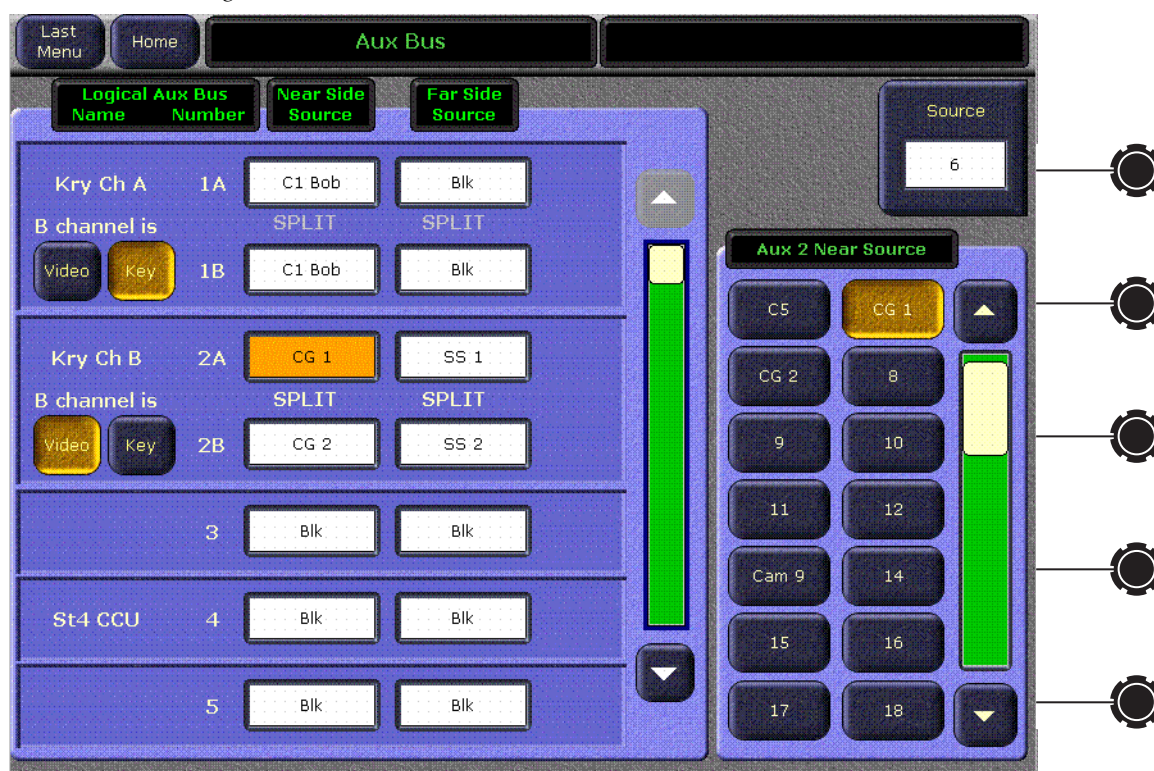 Last Menu Home Aux Bus
Logical Aux Bus Near Side Far Side
Name Number Source Source
Source
6
Kry Ch A 1A C1 Bob Blk
B channel is SPLIT SPLIT
Video Key 1B C1 Bob Blk
Kry Ch B 2A CG 1 SS 1
B channel is SPLIT SPLIT
Video Key 2B CG 2 SS 2
3 Blk Blk
St4 CCU 4 Blk Blk
5 Blk Blk
Aux 2 Near Source
C5 CG 1
CG 2 8
9 10
11 12
Cam 9 14
15 16
17 18